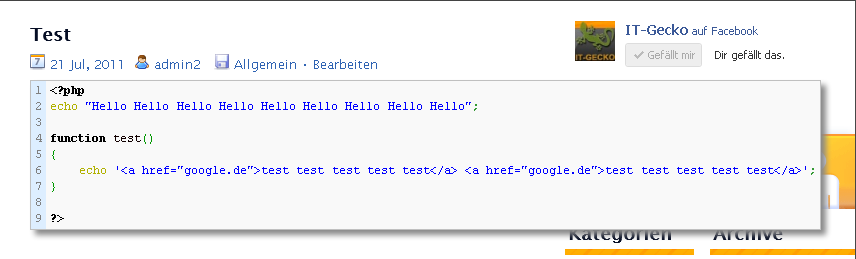 Test
IT-Gecko auf Facebook
Gefällt mir Dir gefällt das.
7 21 Jul, 2011 admin2 Allgemein · Bearbeiten
IT-GECKO
1 <?php
2 echo "Hello Hello Hello Hello Hello Hello Hello Hello Hello";
3
4 function test()
5 {
6     echo '<a href="google.de">test test test test test</a> <a href="google.de">test test test test test</a>';
7 }
8
9 ?>
Kategorien Archive